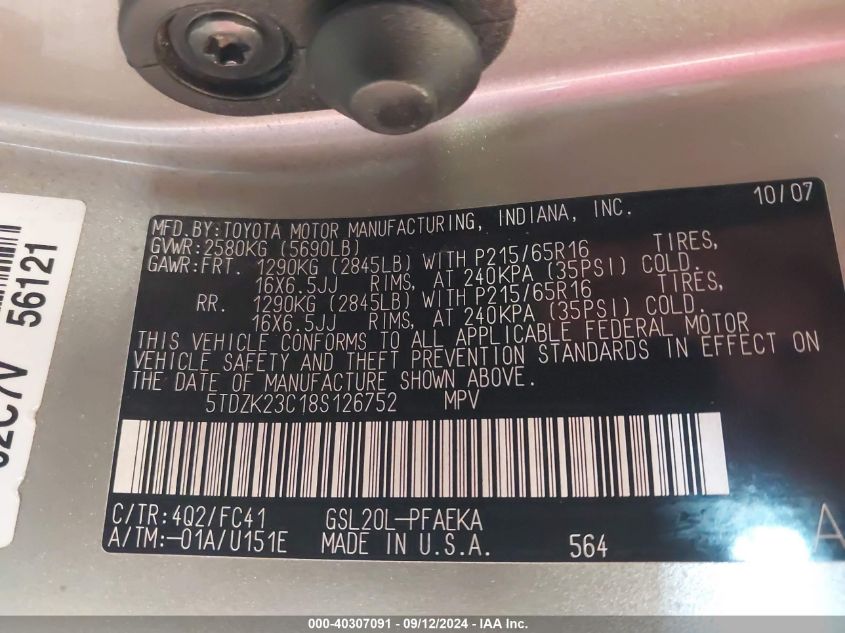 MFD.BY:TOYOTA MOTOR MANUFACTURING, INDIANA, INC. 10/07
GVWR:2580KG (5690LB)
GAWR:FRT. 1290KG (2845LB) WITH P215/65R16 TIRES,
16X6.5JJ RIMS, AT 240KPA (35PSI) COLD.
RR. 1290KG (2845LB) WITH P215/65R16 TIRES,
16X6.5JJ RIMS, AT 240KPA (35PSI) COLD.
THIS VEHICLE CONFORMS TO ALL APPLICABLE FEDERAL MOTOR
VEHICLE SAFETY AND THEFT PREVENTION STANDARDS IN EFFECT ON
THE DATE OF MANUFACTURE SHOWN ABOVE.
5TDZK23C18S126752 MPV
C/TR:4Q2/FC41 GSL20L-PFAEKA
A/TM:-01A/U151E MADE IN U.S.A. 564 A
56121
000-40307091 - 09/12/2024 - IAA Inc.